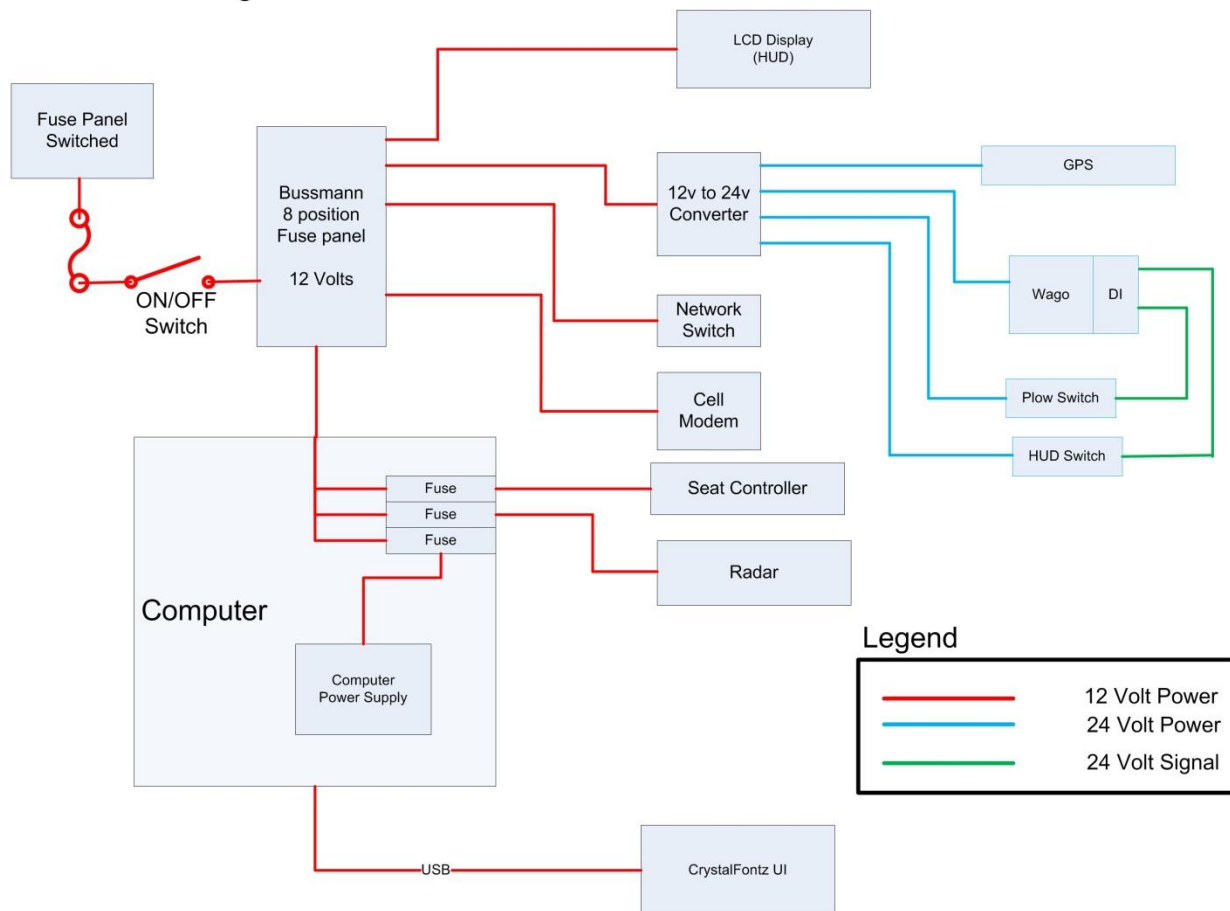 LCD Display
(HUD)
Fuse Panel
Switched
Bussmann
8 position
Fuse panel
12 Volts
12v to 24v
Converter
GPS
ON/OFF
Switch
Wago
DI
Network
Switch
Cell
Modem
Plow Switch
HUD Switch
Fuse
Fuse
Fuse
Seat Controller
Radar
Computer
Computer
Power Supply
Legend
12 Volt Power
24 Volt Power
24 Volt Signal
USB
CrystalFontz UI